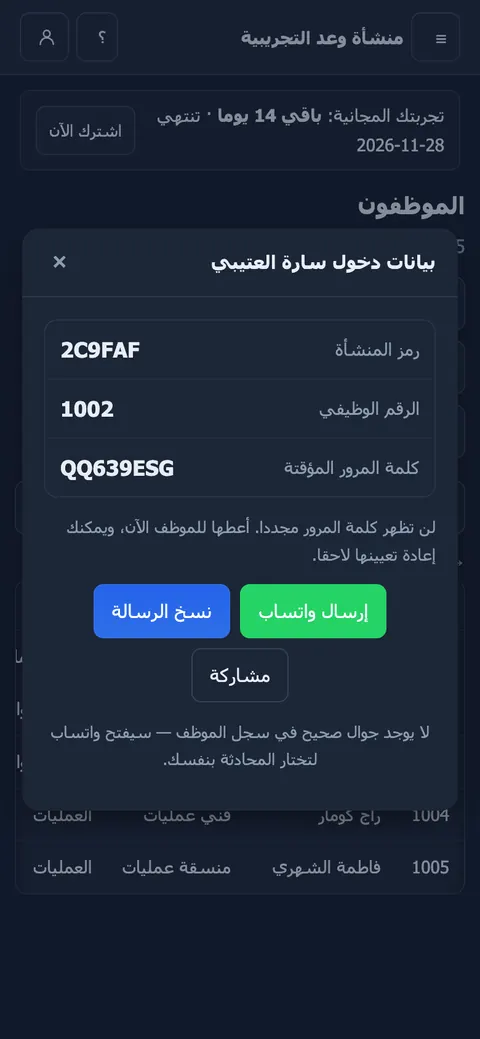 منشأة وعد التجريبية
؟
تجربتك المجانية: باقي 14 يوما · تنتهي
2026-11-28
اشترك الآن
الموظفون
5
بيانات دخول سارة العتيبي
×
رمز المنشأة 2C9FAF
الرقم الوظيفي 1002
كلمة المرور المؤقتة QQ639ESG
لن تظهر كلمة المرور مجددا. أعطها للموظف الآن، ويمكنك
إعادة تعيينها لاحقا.
إرسال واتساب
نسخ الرسالة
مشاركة
لا يوجد جوال صحيح في سجل الموظف — سيفتح واتساب
لتختار المحادثة بنفسك.
1004 راج كومار فني عمليات العمليات
1005 فاطمة الشهري منسقة عمليات العمليات